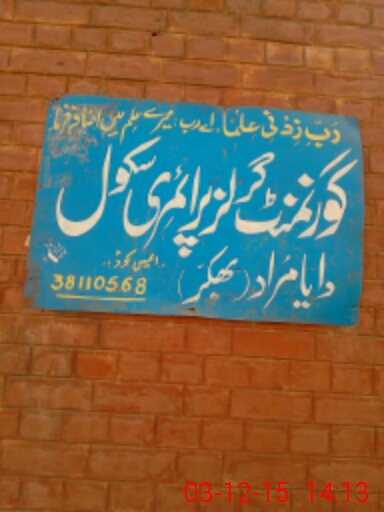 رَبِّ زِدْنِی عِلْمًا اے رب میرے علم میں اضافہ فرما
گورنمنٹ گرلز پرائمری سکول
دایا مراد (بھکر)
ایمس کوڈ:
38110568
03-12-15 14:13